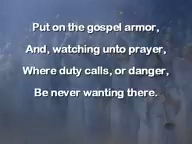 Put on the gospel armor,
And, watching unto prayer,
Where duty calls, or danger,
Be never wanting there.